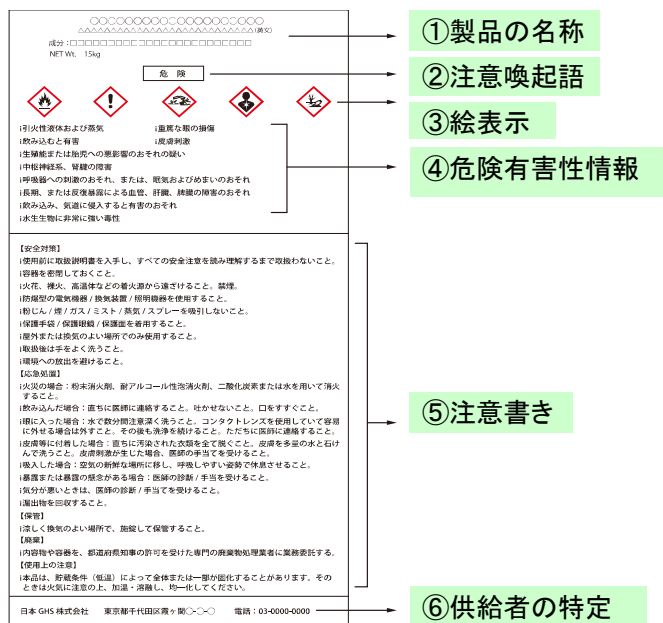 ○○○○○○○○○○○○○○○○○○○
△△△△△△△△△△△△△△△△△△△△△△(英文)
成分:□□□□□□□□□□□□□□□□□□□□
NET Wt. 15kg
危 険
¡引火性液体および蒸気 ¡重篤な眼の損傷
¡飲み込むと有害 ¡皮膚刺激
¡生殖能または胎児への悪影響のおそれの疑い
¡中枢神経系、腎臓の障害
¡呼吸器への刺激のおそれ、または、眠気およびめまいのおそれ
¡長期、または反復暴露による血管、肝臓、脾臓の障害のおそれ
¡飲み込み、気道に侵入すると有害のおそれ
¡水生生物に非常に強い毒性
【安全対策】
¡使用前に取扱説明書を入手し、すべての安全注意を読み理解するまで取扱わないこと。
¡容器を密閉しておくこと。
¡火花、裸火、高温体などの着火源から遠ざけること。禁煙。
¡防爆型の電気機器 / 換気装置 / 照明機器を使用すること。
¡粉じん / 煙 / ガス / ミスト / 蒸気 / スプレーを吸引しないこと。
¡保護手袋 / 保護眼鏡 / 保護面を着用すること。
¡屋外または換気のよい場所でのみ使用すること。
¡取扱後は手をよく洗うこと。
¡環境への放出を避けること。
【応急処置】
¡火災の場合：粉末消火剤、耐アルコール性泡消火剤、二酸化炭素または水を用いて消火
すること。
¡飲み込んだ場合：直ちに医師に連絡すること。吐かせないこと。口をすすぐこと。
¡眼に入った場合：水で数分間注意深く洗うこと。コンタクトレンズを使用していて容易
に外せる場合は外すこと。その後も洗浄を続けること。ただちに医師に連絡すること。
¡皮膚等に付着した場合：直ちに汚染された衣類を全て脱ぐこと。皮膚を多量の水と石け
んで洗うこと。皮膚刺激が生じた場合、医師の手当てを受けること。
¡吸入した場合：空気の新鮮な場所に移し、呼吸しやすい姿勢で休息させること。
¡暴露または暴露の懸念がある場合：医師の診断 / 手当を受けること。
¡気分が悪いときは、医師の診断 / 手当てを受けること。
¡漏出物を回収すること。
【保管】
¡涼しく換気のよい場所で、施錠して保管すること。
【廃棄】
¡内容物や容器を、都道府県知事の許可を受けた専門の廃棄物処理業者に業務委託する。
【使用上の注意】
¡本品は、貯蔵条件（低温）によって全体または一部が固化することがあります。その
ときは火気に注意の上、加温・溶融し、均一化してください。
日本 GHS 株式会社 東京都千代田区霞ヶ関○-○-○ 電話：03-0000-0000
①製品の名称
②注意喚起語
③絵表示
④危険有害性情報
⑤注意書き
⑥供給者の特定